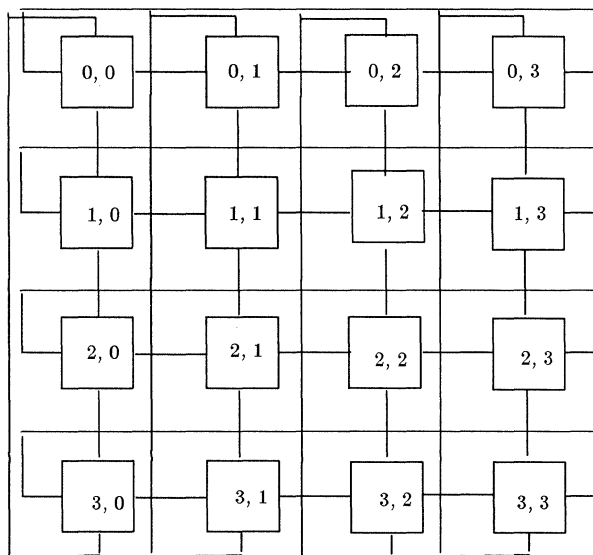 0, 0 0, 1 0, 2 0, 3
1, 0 1, 1 1, 2 1, 3
2, 0 2, 1 2, 2 2, 3
3, 0 3, 1 3, 2 3, 3